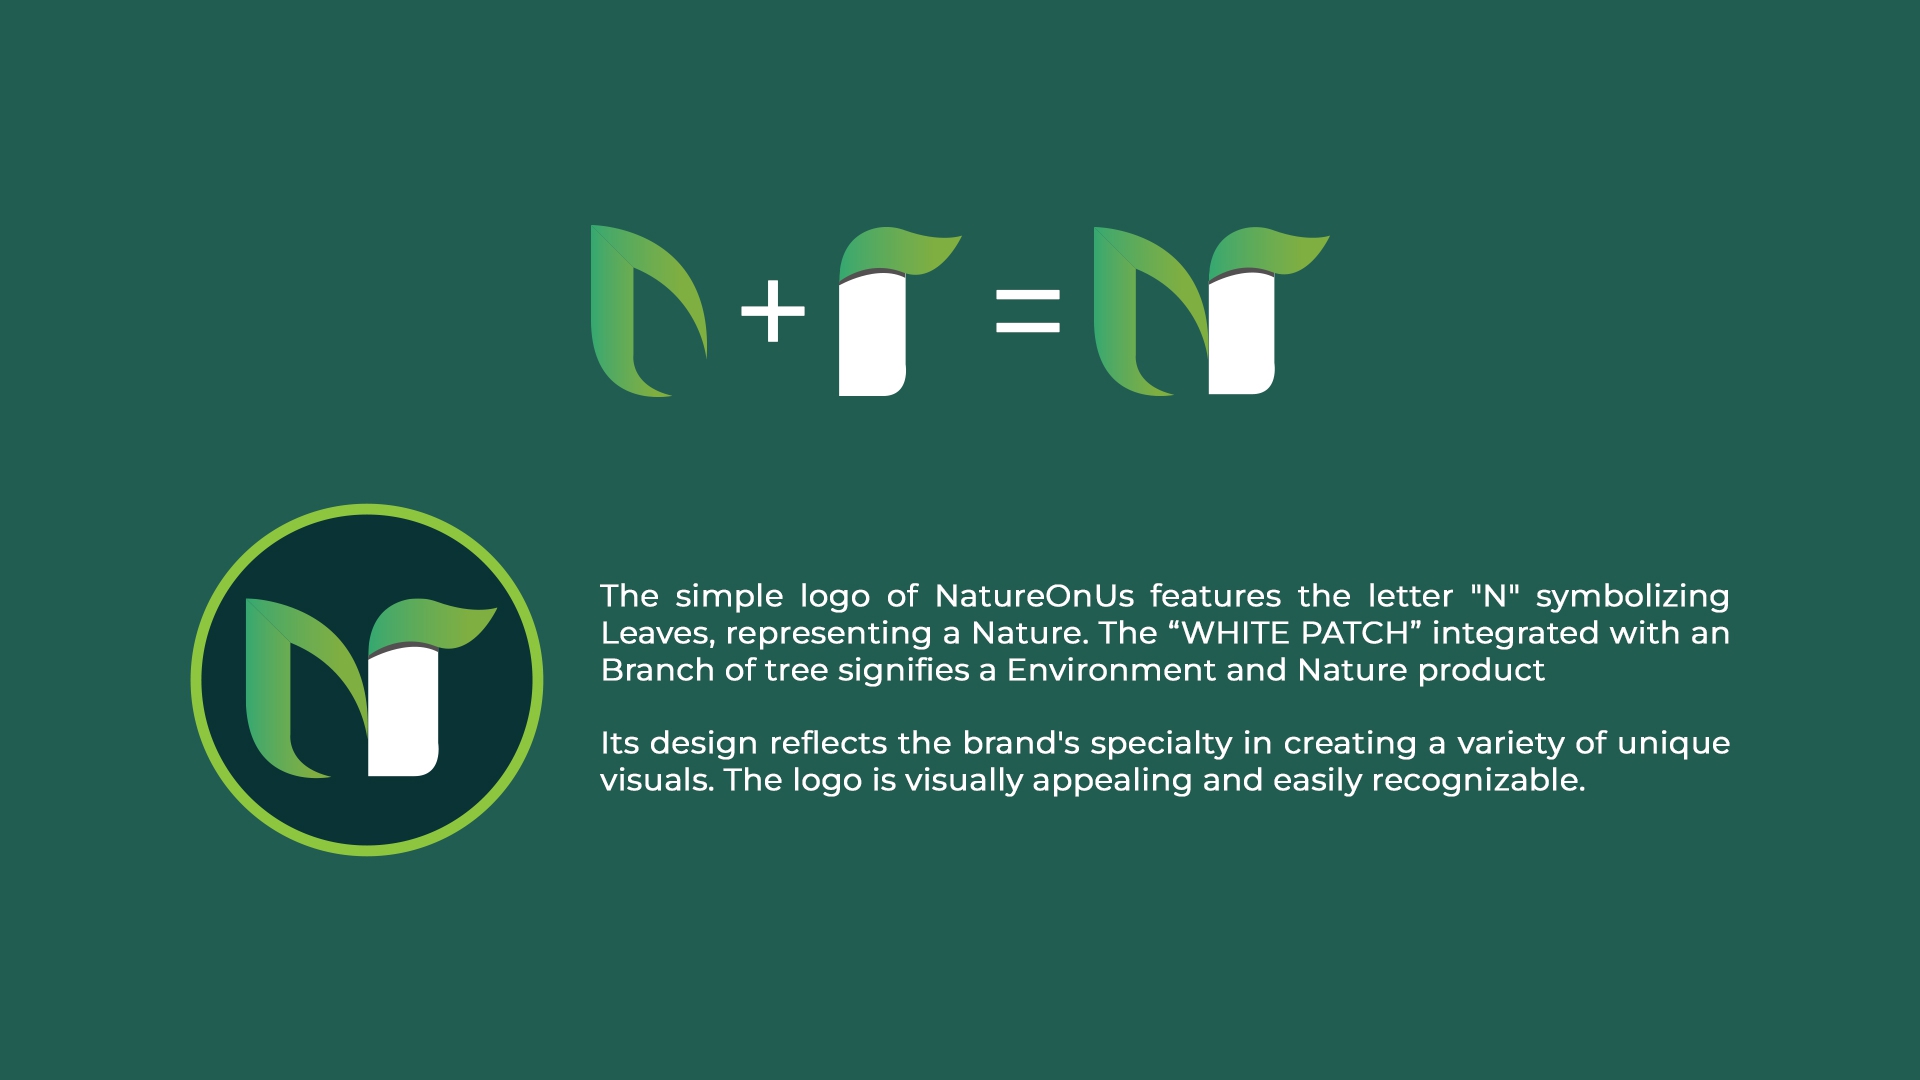 + =
The simple logo of NatureOnUs features the letter "N" symbolizing
Leaves, representing a Nature. The “WHITE PATCH” integrated with an
Branch of tree signifies a Environment and Nature product
Its design reflects the brand's specialty in creating a variety of unique
visuals. The logo is visually appealing and easily recognizable.